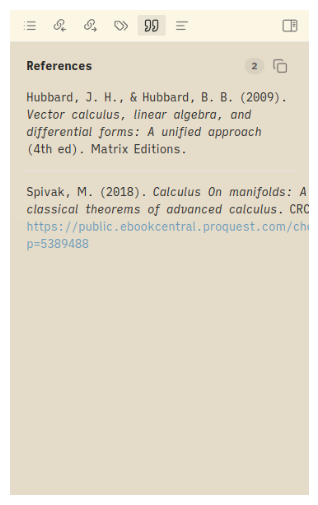 References
2
Hubbard, J. H., & Hubbard, B. B. (2009).
Vector calculus, linear algebra, and
differential forms: A unified approach
(4th ed). Matrix Editions.
Spivak, M. (2018). Calculus On manifolds: A
classical theorems of advanced calculus. CRC
https://public.ebookcentral.proquest.com/cho
p=5389488